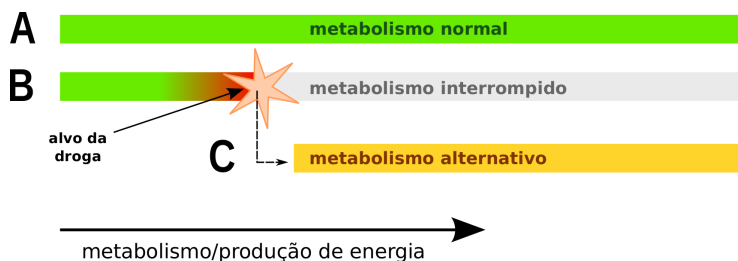 A
metabolismo normal
B
metabolismo interrompido
alvo da
droga
C
metabolismo alternativo
metabolismo/produção de energia